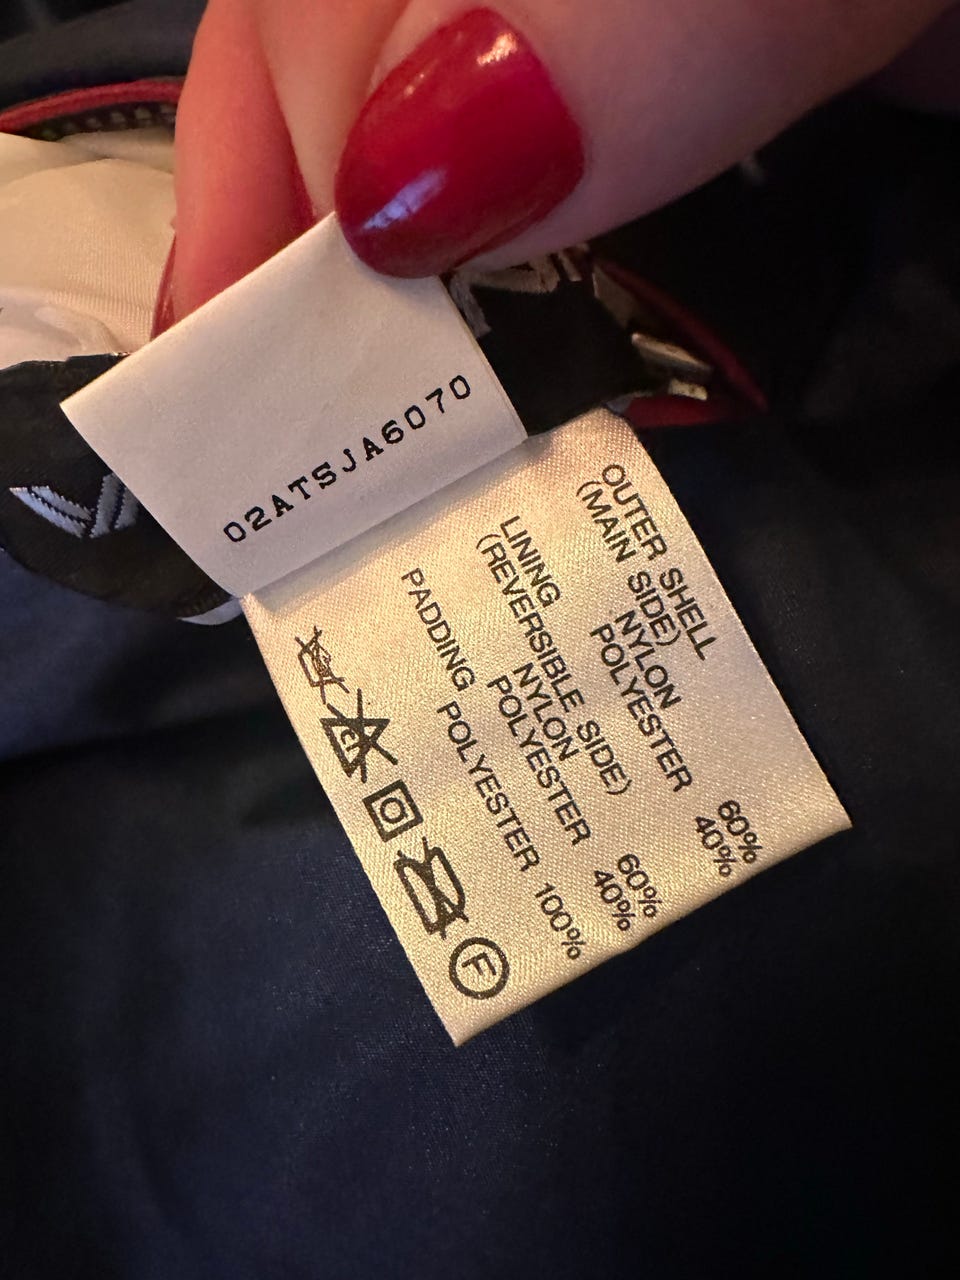 02ATSJA6070
OUTER SHELL
(MAIN SIDE)
NYLON 60%
POLYESTER 40%
LINING
(REVERSIBLE SIDE)
NYLON 60%
POLYESTER 40%
PADDING POLYESTER 100%
Cl
F